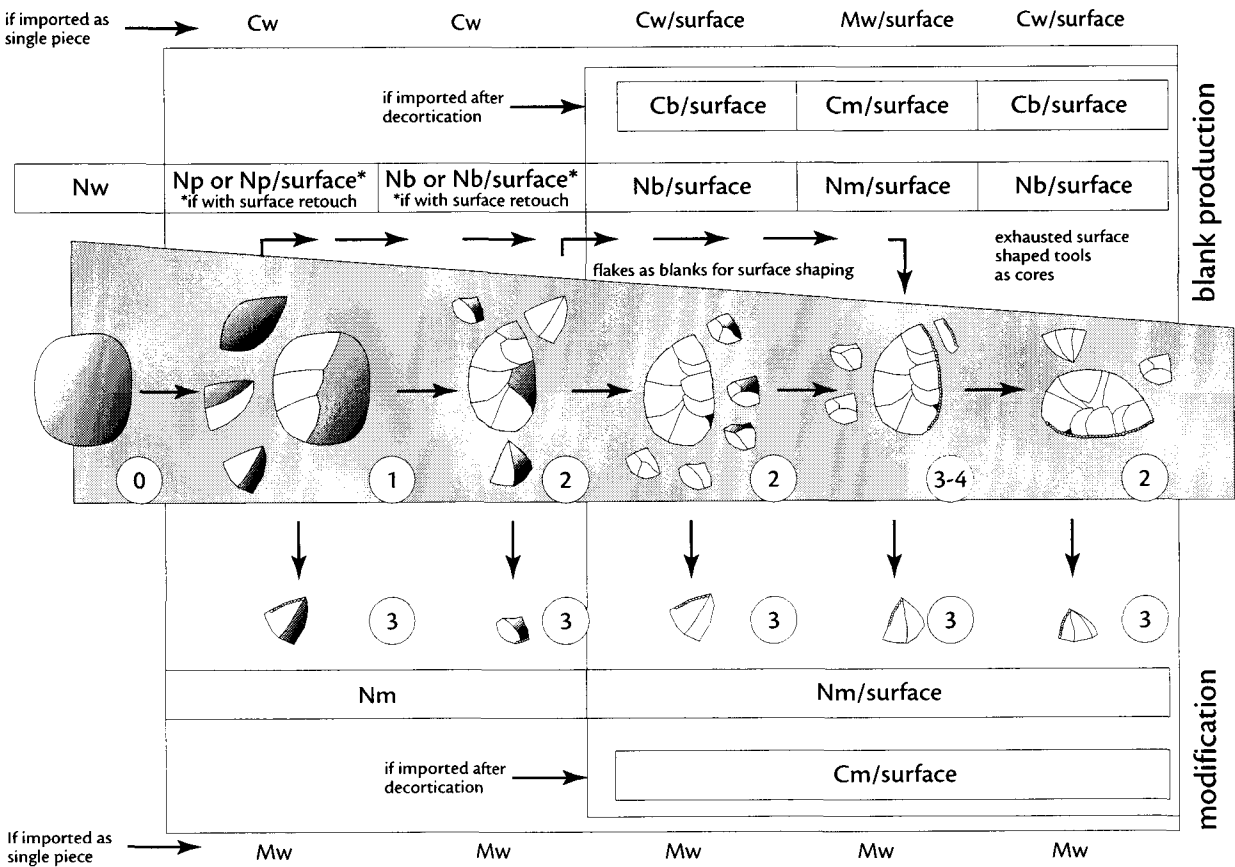 if imported as
single piece
Cw
Cw
Cw/surface
Mw/surface
Cw/surface
if imported after
decortication
Cb/surface
Cm/surface
Cb/surface
Nw
Np or Np/surface*
*if with surface retouch
Nb or Nb/surface*
*if with surface retouch
Nb/surface
Nm/surface
Nb/surface
blank production
flakes as blanks for surface shaping
exhausted surface
shaped tools
as cores
0
1
2
2
3-4
2
3
3
3
3
3
Nm
Nm/surface
if imported after
decortication
Cm/surface
modification
If imported as
single piece
Mw
Mw
Mw
Mw
Mw